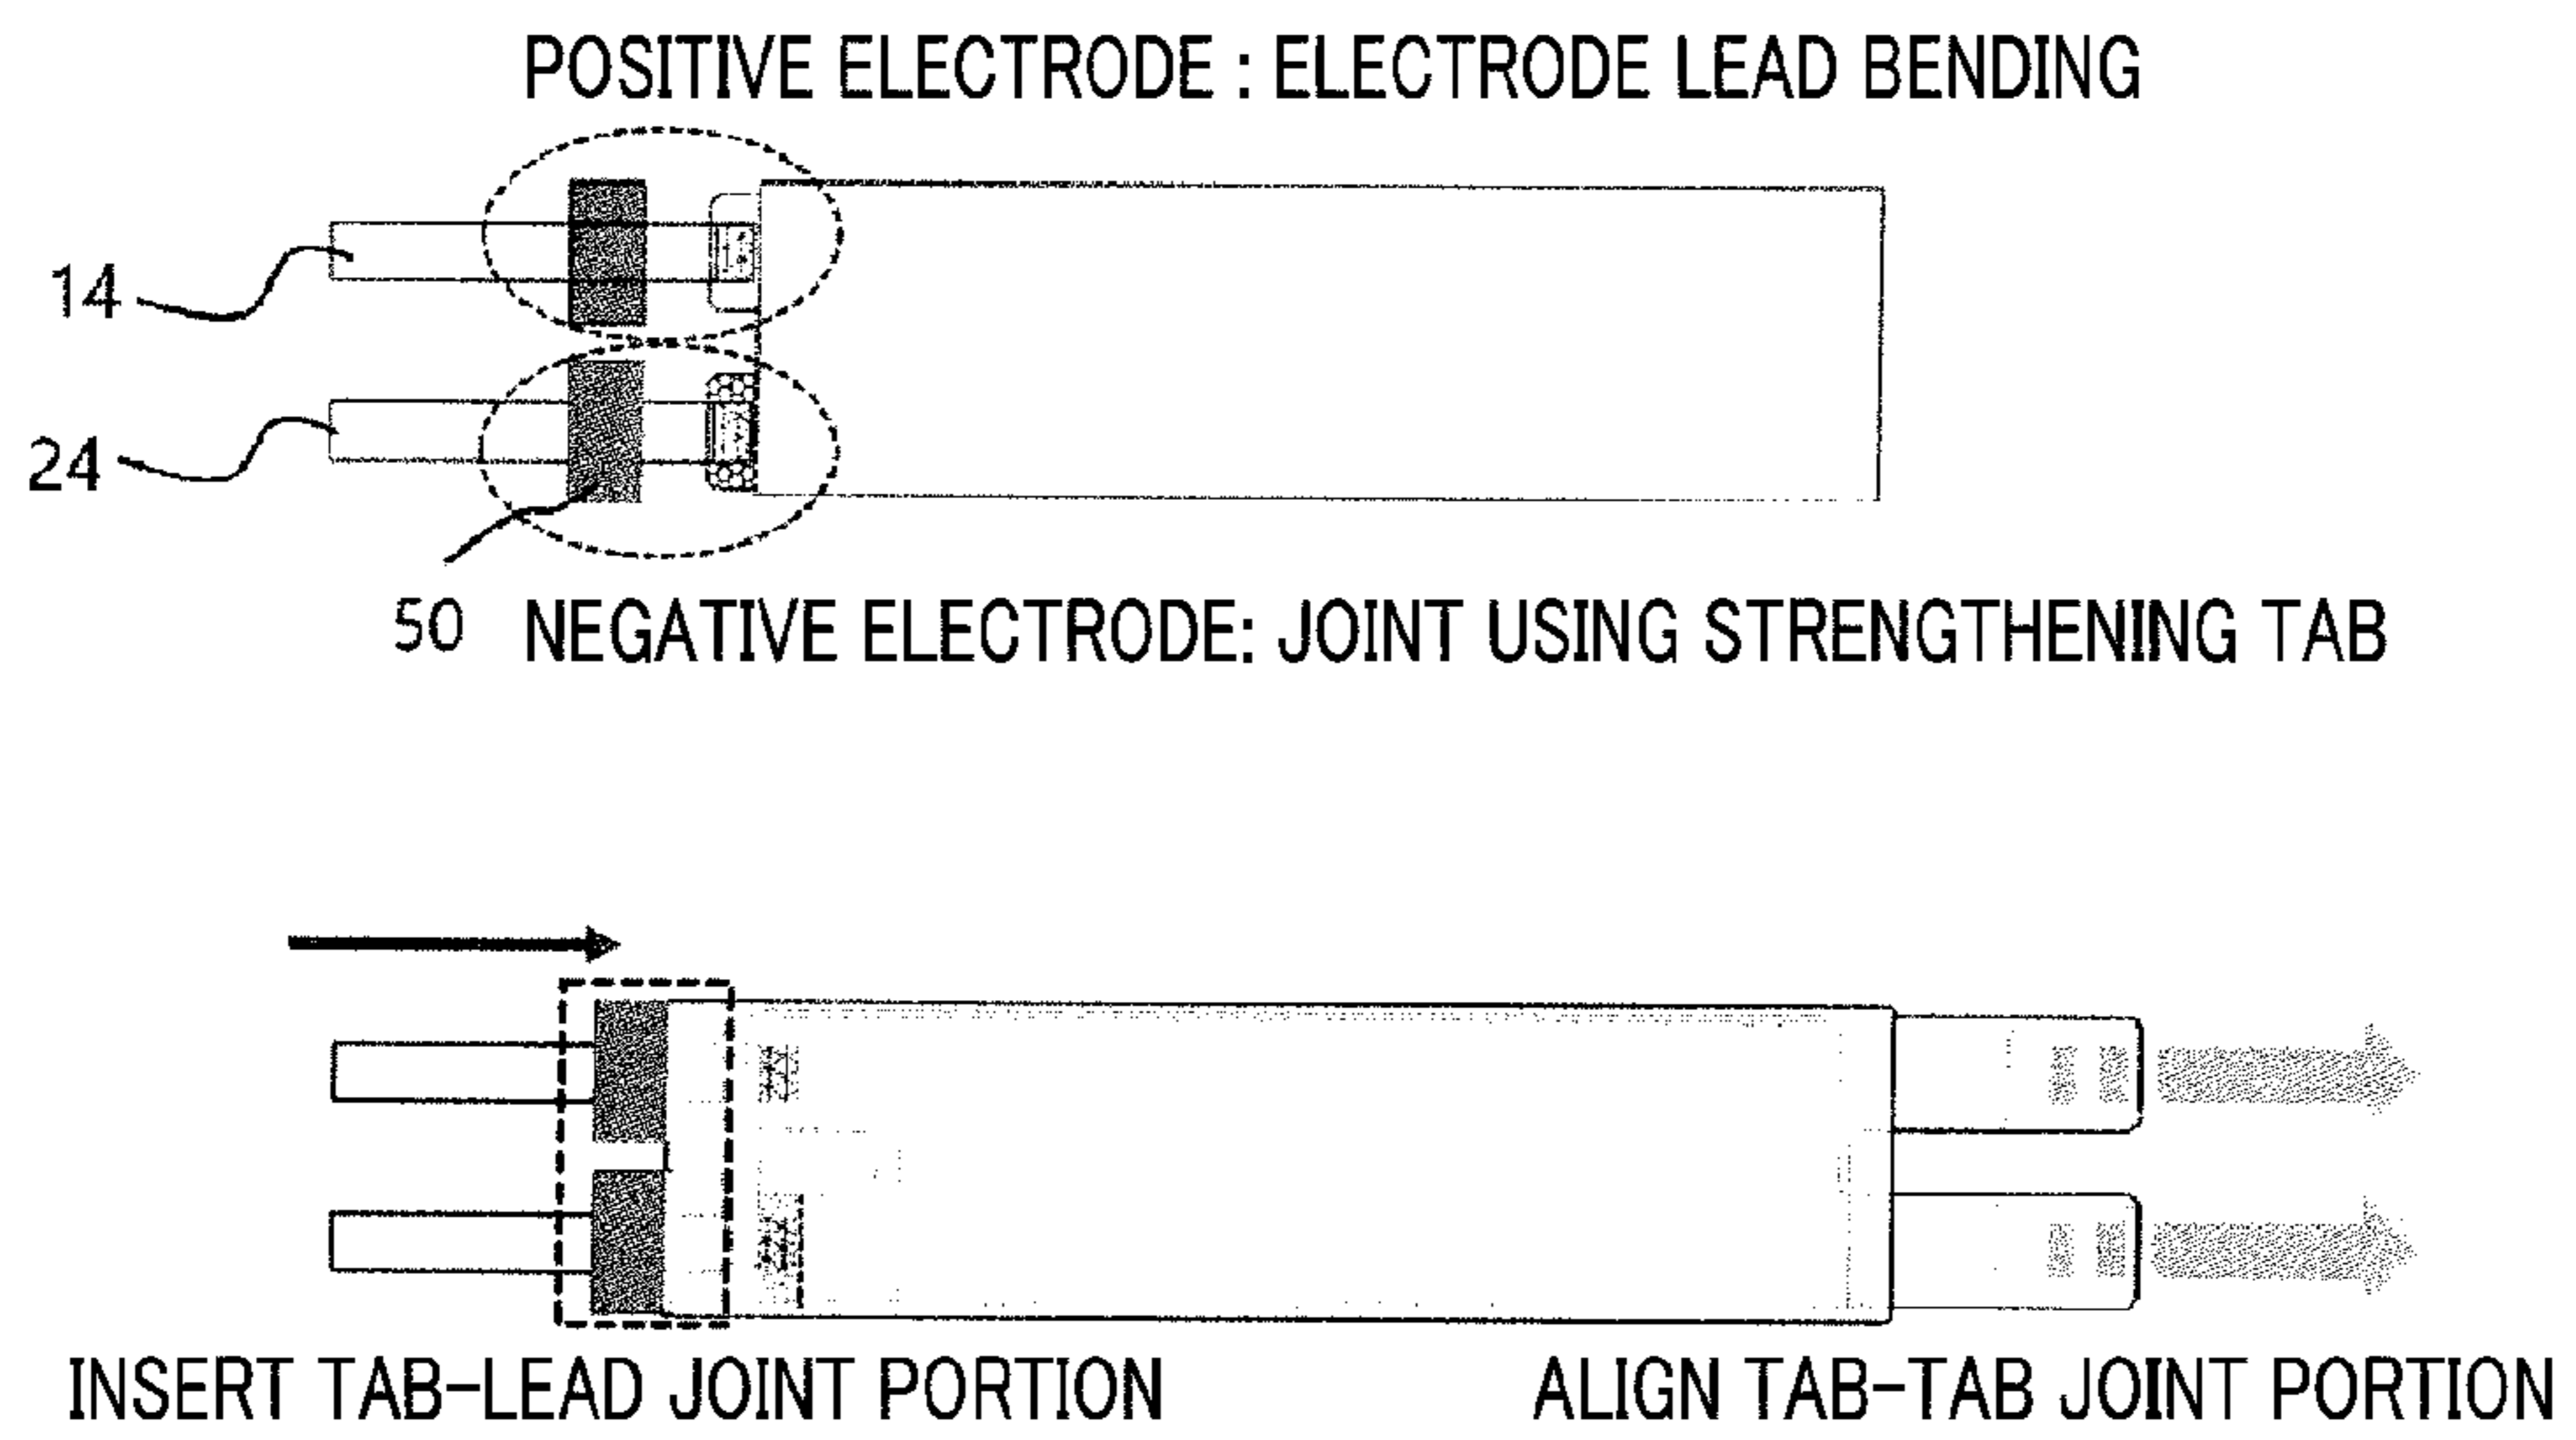 POSITIVE ELECTRODE : ELECTRODE LEAD BENDING
14
24
50
NEGATIVE ELECTRODE: JOINT USING STRENGTHENING TAB
INSERT TAB-LEAD JOINT PORTION
ALIGN TAB-TAB JOINT PORTION